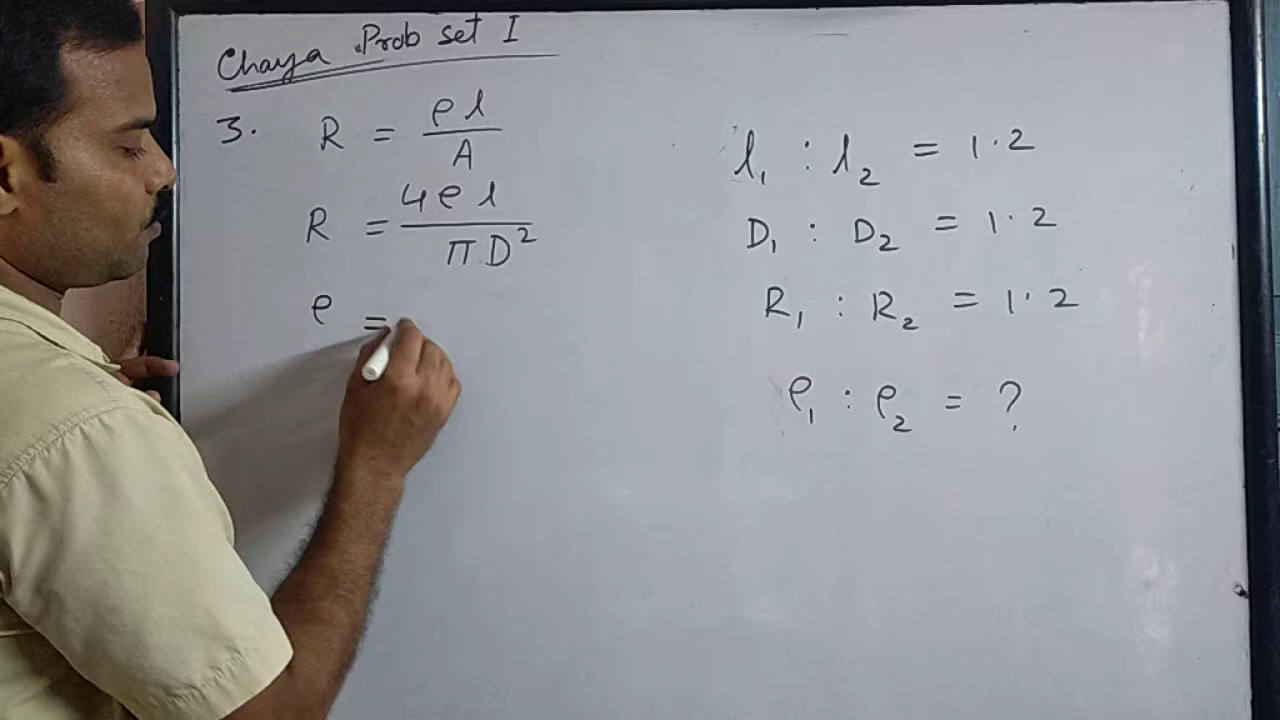 Chaya Prob set I
3. R = ρl / A
R = 4ρl / πD²
ρ =
l₁ : l₂ = 1.2
D₁ : D₂ = 1.2
R₁ : R₂ = 1.2
ρ₁ : ρ₂ = ?